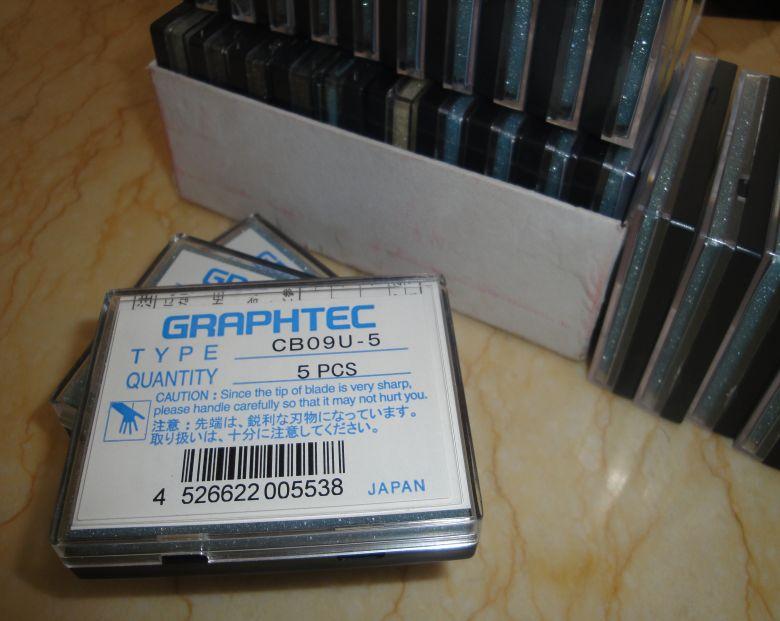 GRAPHTEC
TYPE CB09U-5
QUANTITY 5 PCS
CAUTION : Since the tip of blade is very sharp,
please handle carefully so that it may not hurt you.
注意 : 先端は、鋭利な刃物になっています。
取り扱いは、十分に注意してください。
4 526622 005538 JAPAN